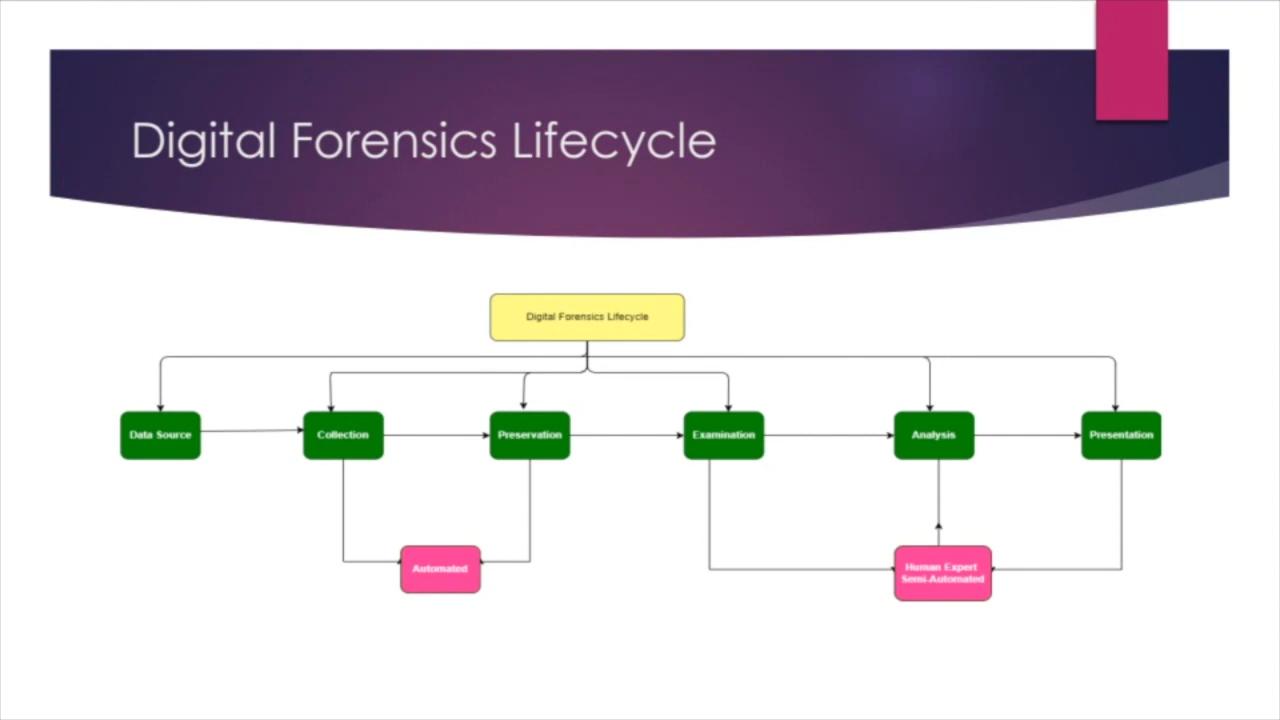 Digital Forensics Lifecycle
Digital Forensics Lifecycle
Data Source
Collection
Preservation
Examination
Analysis
Presentation
Automated
Human Expert
Semi-Automated